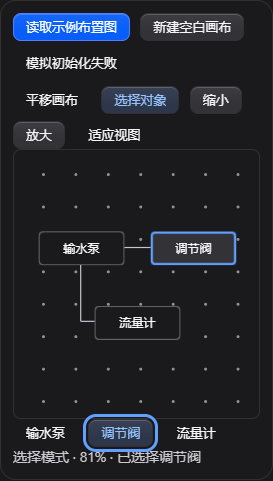 读取示例布置图 新建空白画布
模拟初始化失败
平移画布 选择对象 缩小
放大 适应视图
输水泵 调节阀
流量计
输水泵 调节阀 流量计
选择模式 · 81% · 已选择调节阀